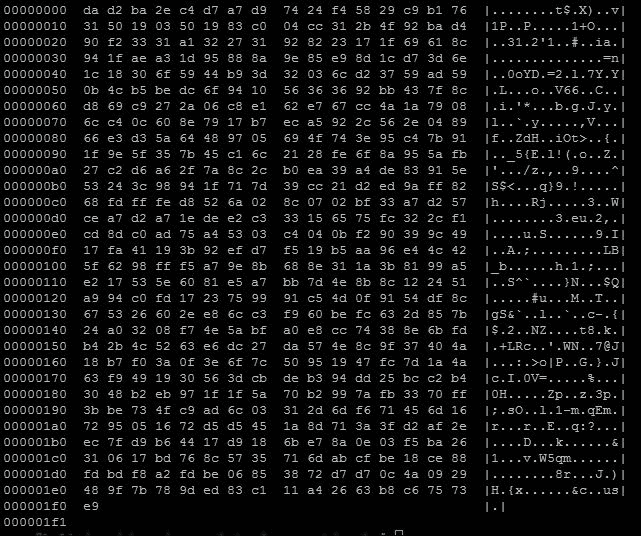 00000000  da d2 ba 2e c4 d7 a7 d9  74 24 f4 58 29 c9 b1 76  |........t$.X)..v|
00000010  31 50 19 03 50 19 83 c0  04 cc 31 2b 4f 92 ba d4  |1P..P.....1+O...|
00000020  90 f2 33 31 a1 32 27 31  92 82 23 17 1f 69 61 8c  |..31.2'1..#..ia.|
00000030  94 1f ae a3 1d 95 88 8a  9e 85 e9 8d 1c d7 3d 6e  |..............=n|
00000040  1c 18 30 6f 59 44 b9 3d  32 03 6c d2 37 59 ad 59  |..0oYD.=2.l.7Y.Y|
00000050  0b 4c b5 be dc 6f 94 10  56 36 36 92 bb 43 7f 8c  |.L...o..V66..C..|
00000060  d8 69 c9 27 2a 06 c8 e1  62 e7 67 cc 4a 1a 79 08  |.i.'*...b.g.J.y.|
00000070  6c c4 0c 60 8e 79 17 b7  ec a5 92 2c 56 2e 04 89  |l..`.y.....,V...|
00000080  66 e3 d3 5a 64 48 97 05  69 4f 74 3e 95 c4 7b 91  |f..ZdH..iOt>..{.|
00000090  1f 9e 5f 35 7b 45 c1 6c  21 28 fe 6f 8a 95 5a fb  |.._5{E.l!(.o..Z.|
000000a0  27 c2 d6 a2 6f 7a 8c 2c  b0 ea 39 a4 de 83 91 5e
000000b0  53 24 3c 98 94 1f 71 7d  39 cc 21 d2 ed 9a ff 82  |S$<...q}9.!.....|
000000c0  68 fd ff fe d8 52 6a 02  8c 07 02 bf 33 a7 d2 57  |h....Rj.....3..W|
000000d0  ce a7 d2 a7 1e de e2 c3  33 15 65 75 fc 32 2c f1  |........3.eu.2,.|
000000e0  cd 8d c0 ad 75 a4 53 03  c4 04 0b f2 90 39 9c 49  |....u.S......9.I|
000000f0  17 fa 41 19 3b 92 ef d7  f5 19 b5 aa 96 e4 4c 42  |..A.;.........LB|
00000100  5f 62 98 ff f5 a7 9e 8b  68 8e 31 1a 3b 81 99 a5  |_b......h.1.;...|
00000110  e2 17 53 5e 60 81 e5 a7  bb 7d 4e 8b 8c 12 24 51  |..S^`....}N...$Q|
00000120  a9 94 c0 fd 17 23 75 99  91 c5 4d 0f 91 54 df 8c  |.....#u...M..T..|
00000130  67 53 26 60 2e e8 6c c3  f9 60 be fc 63 2d 85 7b  |gS&`..l..`..c-.{|
00000140  24 a0 32 08 f7 4e 5a bf  a0 e8 cc 74 38 8e 6b fd  |$.2..NZ....t8.k.|
00000150  b4 2b 4c 52 63 e6 dc 27  da 57 4e 8c 9f 37 40 4a  |.+LRc..'.WN..7@J|
00000160  18 b7 f0 3a 0f 3e 6f 7c  50 95 19 47 fc 7d 1a 4a  |...:.>o|P..G.}.J|
00000170  63 f9 49 19 30 56 3d cb  de b3 94 dd 25 bc c2 b4  |c.I.0V=.....%...|
00000180  30 48 b2 eb 97 1f 1f 5a  70 b2 99 7a fb 33 70 ff  |0H.....Zp..z.3p.|
00000190  3b be 73 4f c9 ad 6c 03  31 2d 6d f6 71 45 6d 16  |;.sO..l.1-m.qEm.|
000001a0  72 95 05 16 72 d5 d5 45  1a 8d 71 3a 3f d2 af 2e  |r...r..E..q:?...|
000001b0  ec 7f d9 b6 44 17 d9 18  6b e7 8a 0e 03 f5 ba 26  |....D...k......&|
000001c0  31 06 17 bd 76 8c 57 35  71 6d ab cf be 18 ce 88  |1...v.W5qm......|
000001d0  fd bd f8 a2 fd be 06 85  38 72 d7 d7 0c 4a 09 29  |........8r...J.)|
000001e0  48 9f 7b 78 9d ed 83 c1  11 a4 26 63 b8 c6 75 73  |H.{x......&c..us|
000001f0  e9  |.|
000001f1